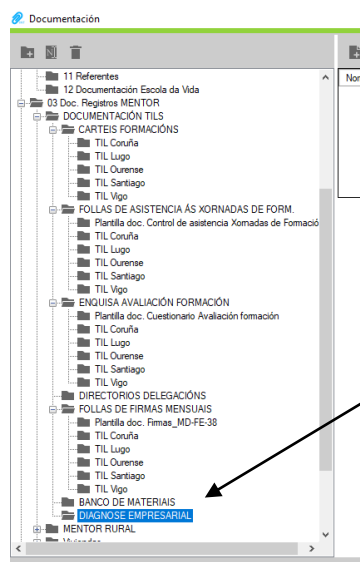 Documentación
Nor
11 Referentes
12 Documentación Escola da Vida
03 Doc. Registros MENTOR
DOCUMENTACIÓN TILS
CARTEIS FORMACIÓNS
TIL Coruña
TIL Lugo
TIL Ourense
TIL Santiago
TIL Vigo
FOLLAS DE ASISTENCIA ÁS XORNADAS DE FORM.
Plantilla doc. Control de asistencia Xornadas de Formació
TIL Coruña
TIL Lugo
TIL Ourense
TIL Santiago
TIL Vigo
ENQUISA AVALIACIÓN FORMACIÓN
Plantilla doc. Cuestionario Avaliación formación
TIL Coruña
TIL Lugo
TIL Ourense
TIL Santiago
TIL Vigo
DIRECTORIOS DELEGACIÓNS
FOLLAS DE FIRMAS MENSUAIS
Plantilla doc. Firmas_MD-FE-38
TIL Coruña
TIL Lugo
TIL Ourense
TIL Santiago
TIL Vigo
BANCO DE MATERIAIS
DIAGNOSE EMPRESARIAL
MENTOR RURAL
Viviendas